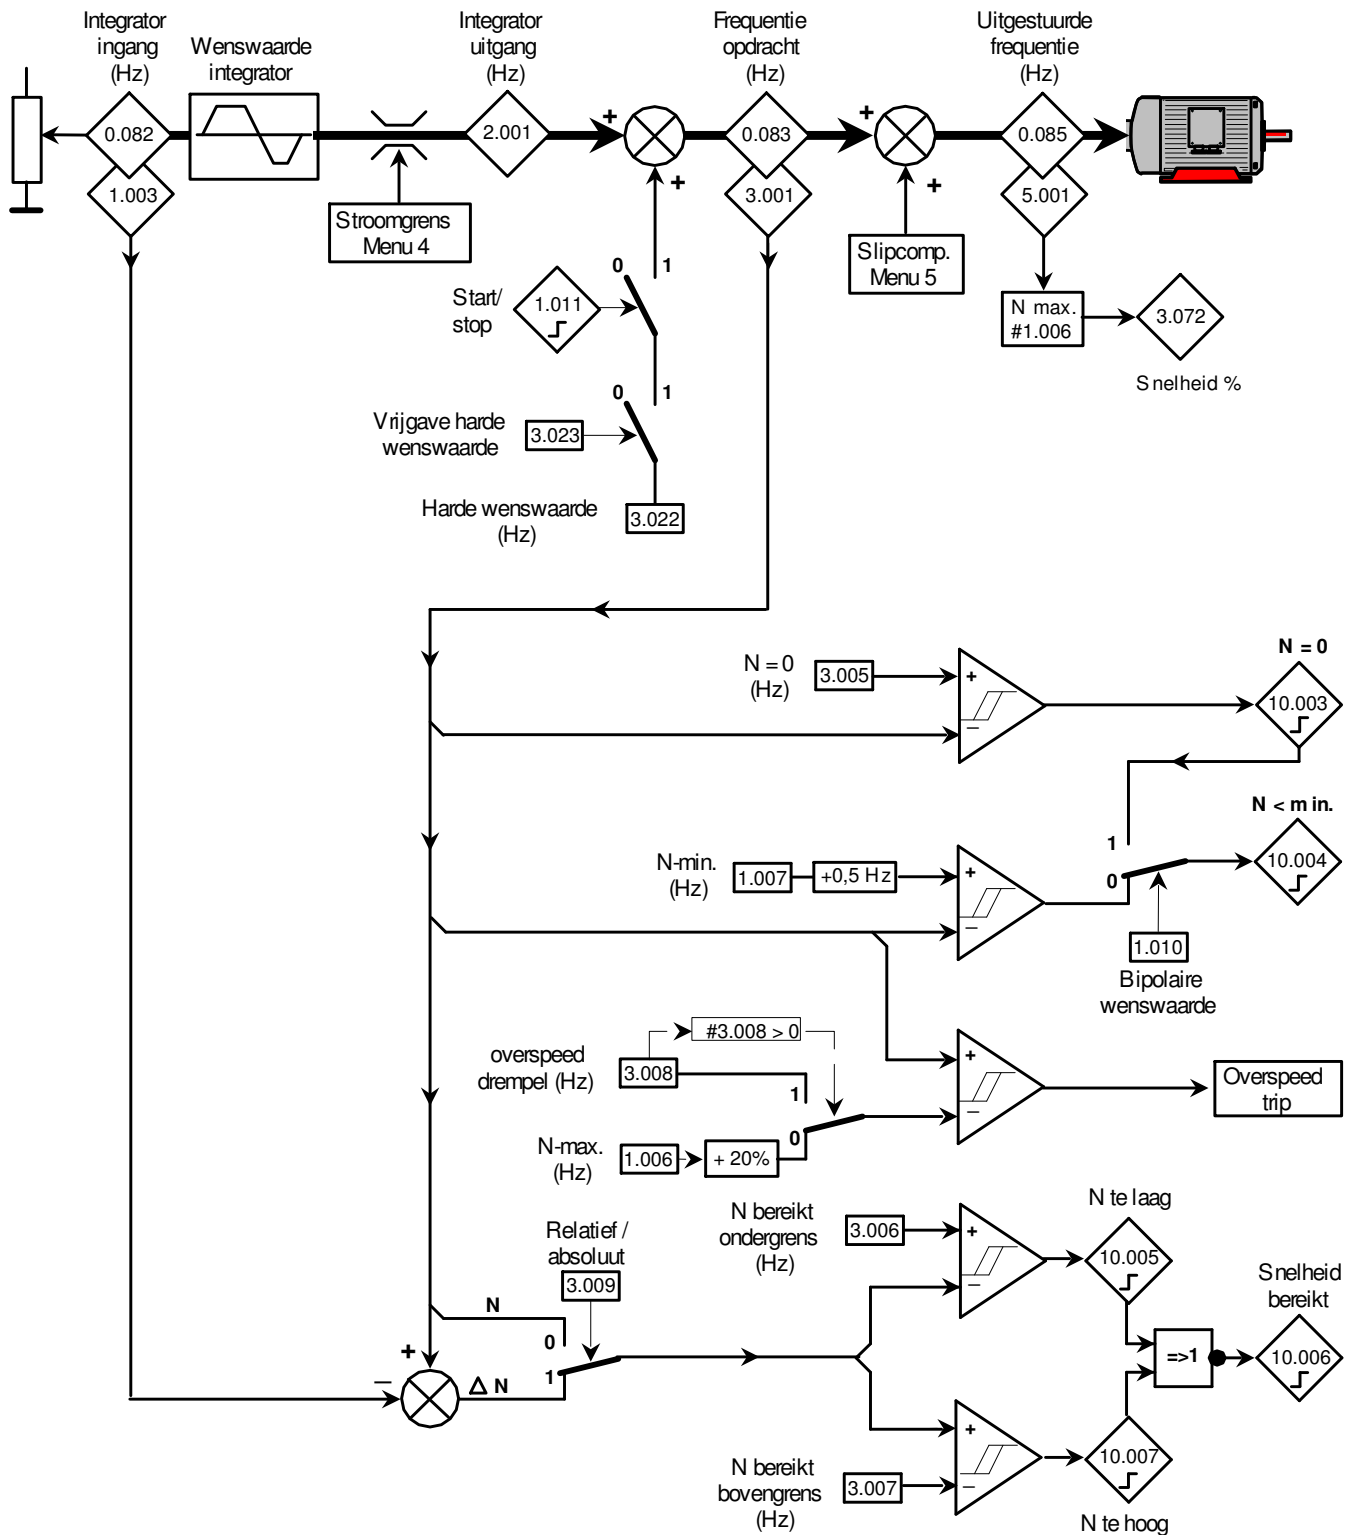 Integrator
ingang
(Hz)
Wenswaarde
integrator
Integrator
uitgang
(Hz)
Frequentie
opdracht
(Hz)
Uitgestuurde
frequentie
(Hz)
0.082
1.003
2.001
+
+
0.083
3.001
+
+
0.085
5.001
Stroomgrens
Menu 4
Slipcomp.
Menu 5
N max.
#1.006
3.072
Snelheid %
Start/
stop
1.011
0
1
Vrijgave harde
wenswaarde
3.023
0
1
Harde wenswaarde
(Hz)
3.022
N = 0
(Hz)
3.005
+
−
N = 0
10.003
N-min.
(Hz)
1.007
+0,5 Hz
+
−
1
0
N < min.
10.004
1.010
Bipolaire
wenswaarde
overspeed
drempel (Hz)
3.008
#3.008 > 0
1
0
N-max.
(Hz)
1.006
+ 20%
+
−
Overspeed
trip
N bereikt
ondergrens
(Hz)
3.006
+
−
N te laag
10.005
Relatief /
absoluut
3.009
N
0
1
+
−
Δ N
=>1
Snelheid
bereikt
10.006
N bereikt
bovengrens
(Hz)
3.007
+
−
10.007
N te hoog